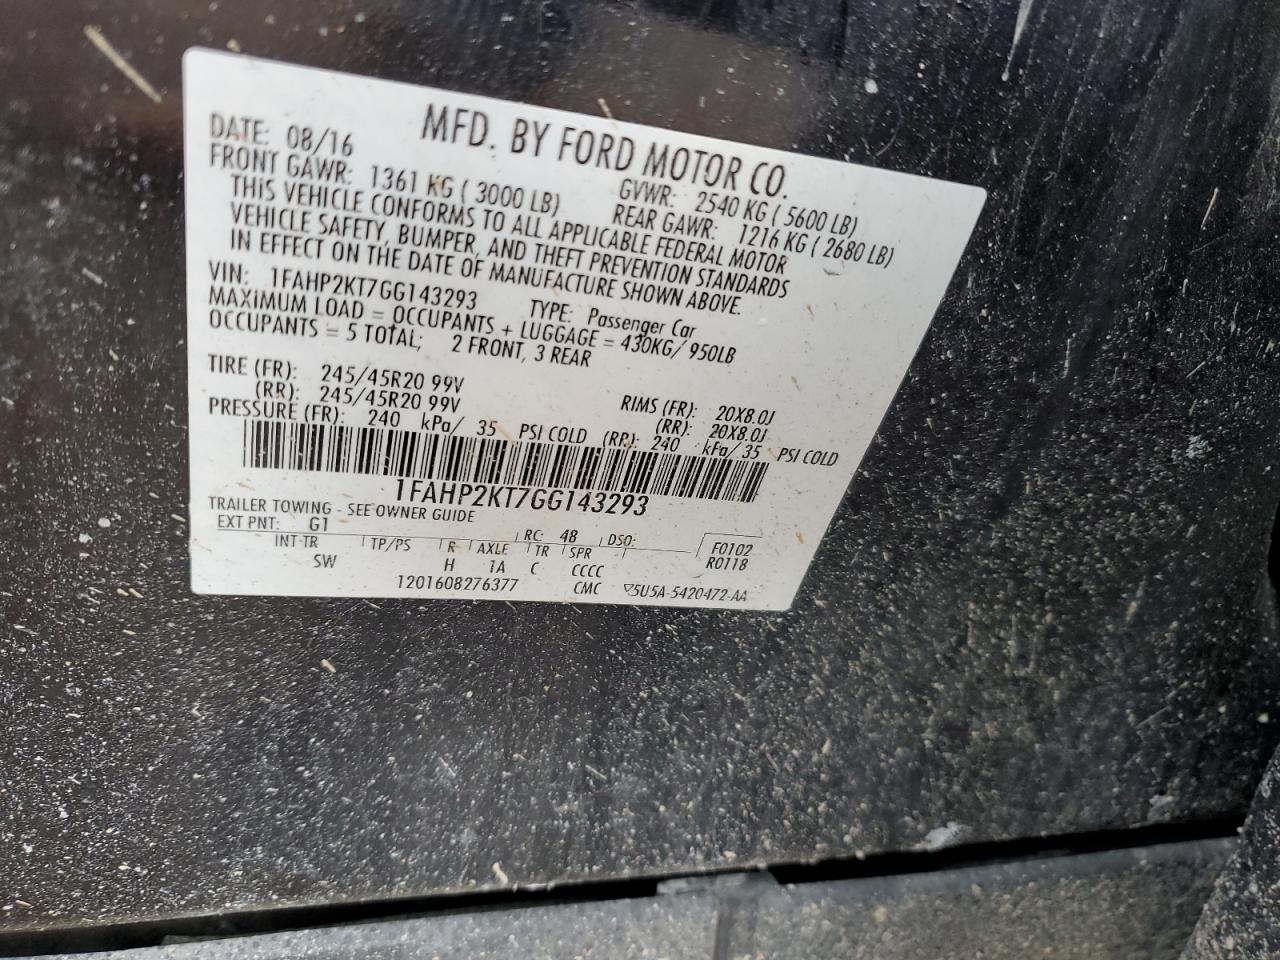 MFD. BY FORD MOTOR CO.
DATE: 08/16 GVWR: 2540 KG ( 5600 LB)
FRONT GAWR: 1361 KG ( 3000 LB) REAR GAWR: 1216 KG ( 2680 LB)
THIS VEHICLE CONFORMS TO ALL APPLICABLE FEDERAL MOTOR
VEHICLE SAFETY, BUMPER, AND THEFT PREVENTION STANDARDS
IN EFFECT ON THE DATE OF MANUFACTURE SHOWN ABOVE.
VIN: 1FAHP2KT7GG143293 TYPE: Passenger Car
MAXIMUM LOAD = OCCUPANTS + LUGGAGE = 430KG/ 950LB
OCCUPANTS = 5 TOTAL; 2 FRONT, 3 REAR
TIRE (FR): 245/45R20 99V RIMS (FR): 20X8.0J
(RR): 245/45R20 99V (RR): 20X8.0J
PRESSURE (FR): 240 kPa/ 35 PSI COLD (RR): 240 kPa/ 35 PSI COLD
1FAHP2KT7GG143293
TRAILER TOWING - SEE OWNER GUIDE
EXT PNT: G1 RC: 48 DSO: F0102
INT TR TP/PS R AXLE TR SPR R0118
SW H 1A C CCCC
1201608276377 CMC ▽5U5A-5420472-AA